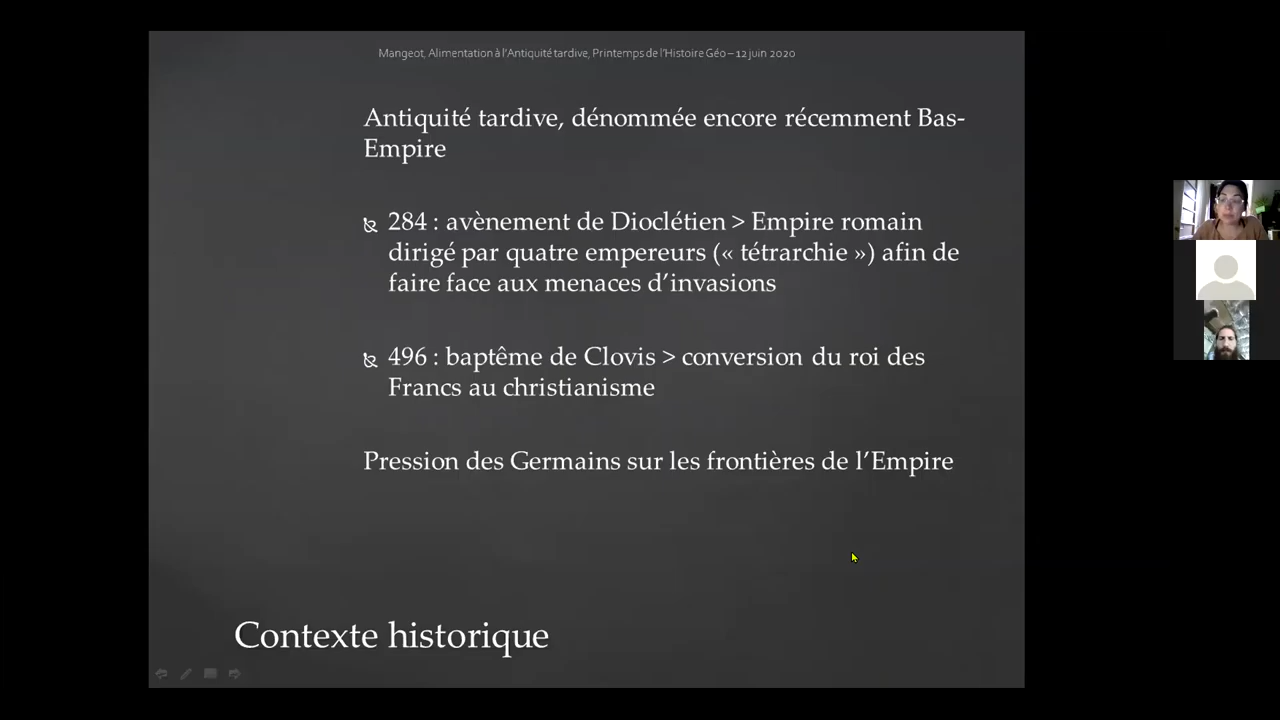 Mangeot, Alimentation à l'Antiquité tardive, Printemps de l'Histoire Géo – 12 juin 2020
Antiquité tardive, dénommée encore récemment Bas-
Empire
284 : avènement de Dioclétien > Empire romain
dirigé par quatre empereurs (« tétrarchie ») afin de
faire face aux menaces d'invasions
496 : baptême de Clovis > conversion du roi des
Francs au christianisme
Pression des Germains sur les frontières de l'Empire
Contexte historique